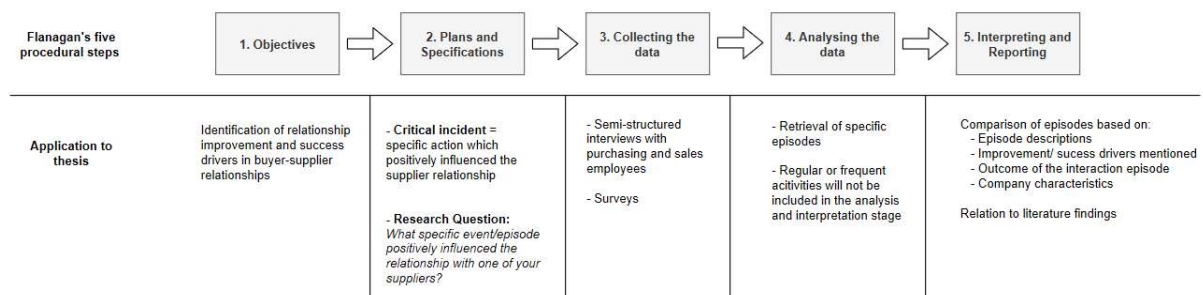 Flanagan's five
procedural steps
1. Objectives
2. Plans and
Specifications
3. Collecting the
data
4. Analysing the
data
5. Interpreting and
Reporting
Application to
thesis
Identification of relationship
improvement and success
drivers in buyer-supplier
relationships
- Critical incident =
specific action which
positively influenced the
supplier relationship
- Research Question:
What specific event/episode
positively influenced the
relationship with one of your
suppliers?
- Semi-structured
interviews with
purchasing and sales
employees
- Surveys
- Retrieval of specific
episodes
- Regular or frequent
acitivities will not be
included in the analysis
and interpretation stage
Comparison of episodes based on:
- Episode descriptions
- Improvement/ sucess drivers mentioned
- Outcome of the interaction episode
- Company characteristics
Relation to literature findings